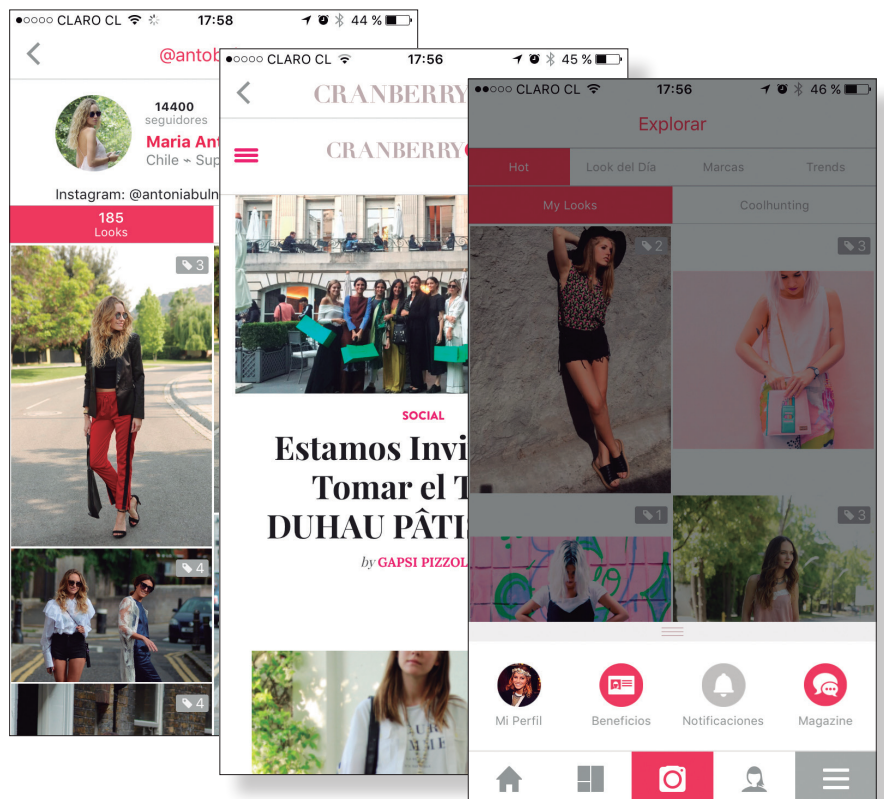 CLARO CL 17:58 44 %
@antob
14400
seguidores
Maria Ant
Chile ~ Sup
Instagram: @antoniabuln
185
Looks
3
4
4
CLARO CL 17:56 45 %
CRANBERRY
CRANBERRY
SOCIAL
Estamos Invi
Tomar el T
DUHAU PÂTI
by GAPSI PIZZOL
CLARO CL 17:56 46 %
Explorar
Hot Look del Día Marcas Trends
My Looks Coolhunting
2 3
1 3
Mi Perfil Beneficios Notificaciones Magazine